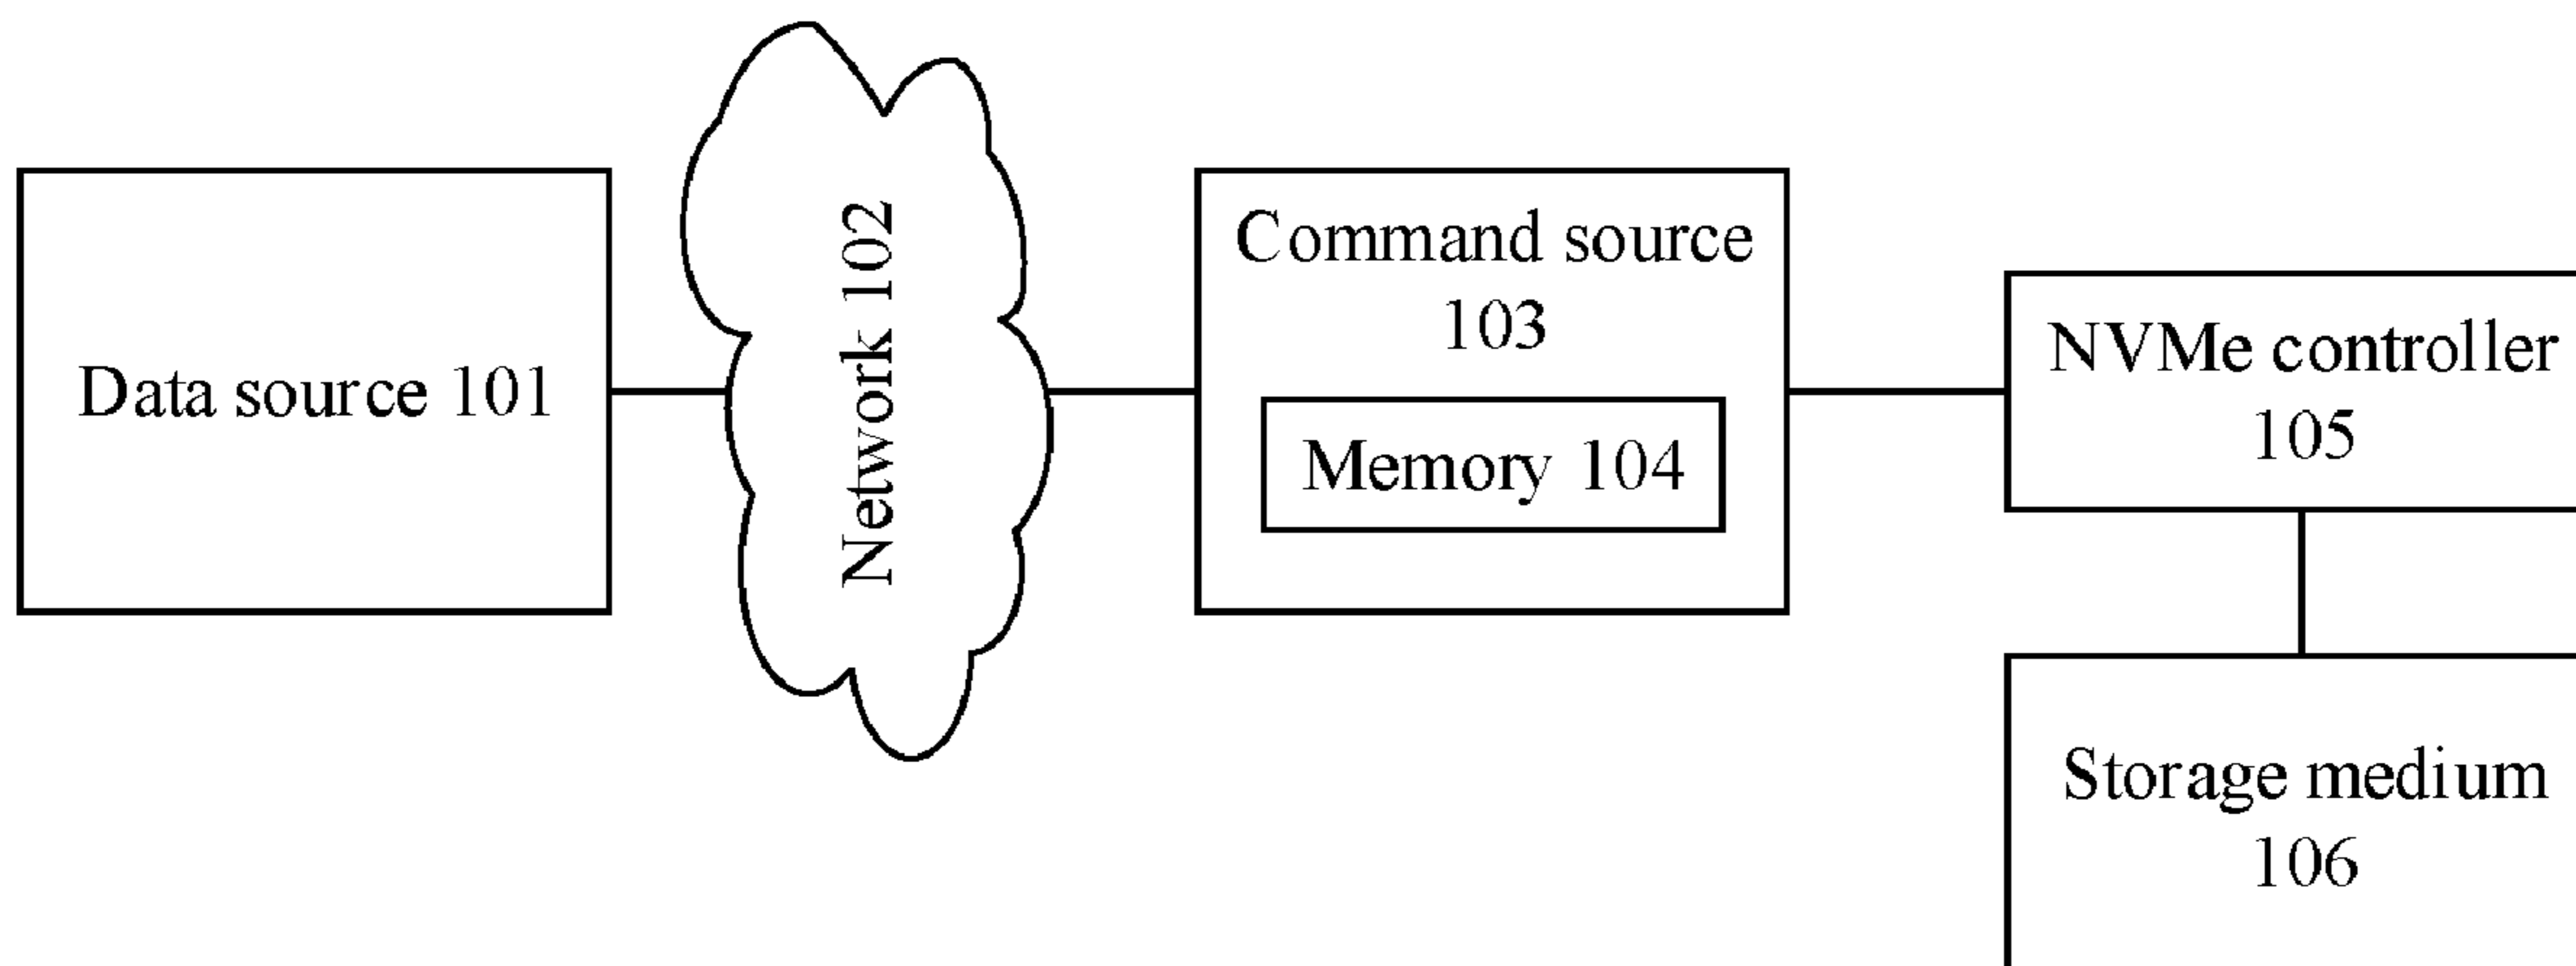 Data source 101
Network 102
Command source
103
Memory 104
NVMe controller
105
Storage medium
106